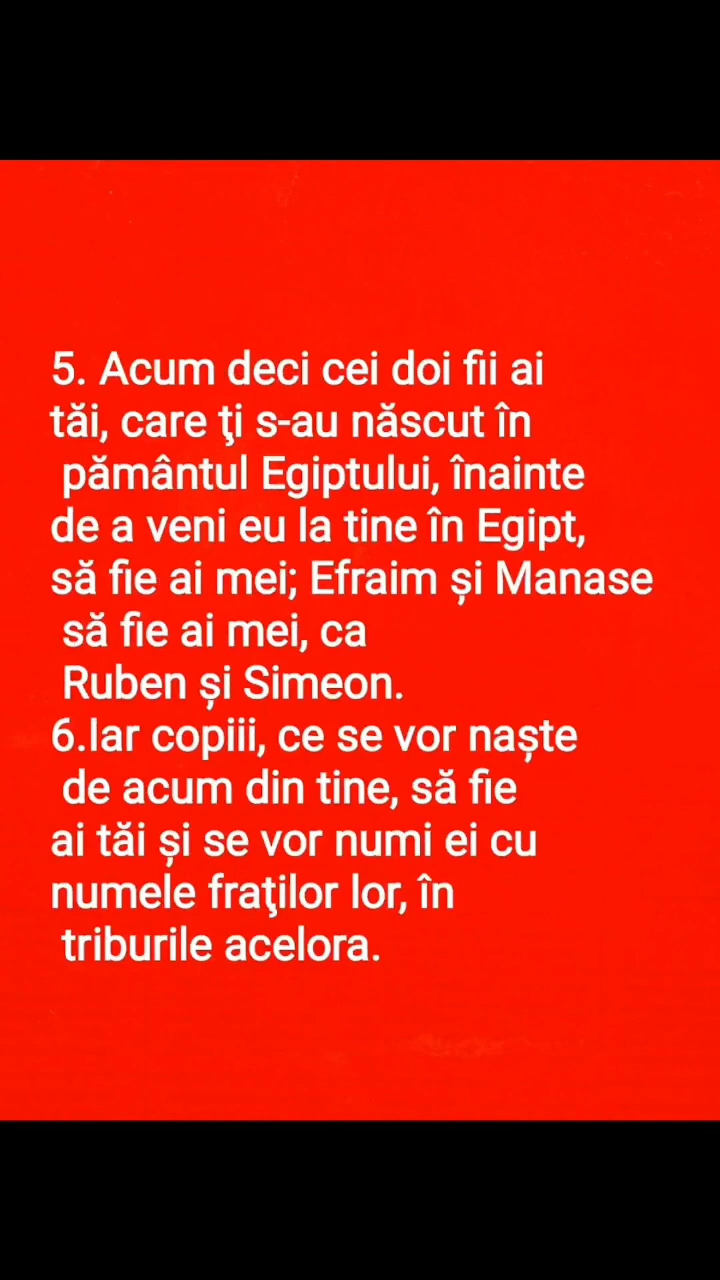 5. Acum deci cei doi fii ai
tăi, care ţi s-au născut în
pământul Egiptului, înainte
de a veni eu la tine în Egipt,
să fie ai mei; Efraim și Manase
să fie ai mei, ca
Ruben și Simeon.
6.Iar copiii, ce se vor naște
de acum din tine, să fie
ai tăi și se vor numi ei cu
numele fraţilor lor, în
triburile acelora.